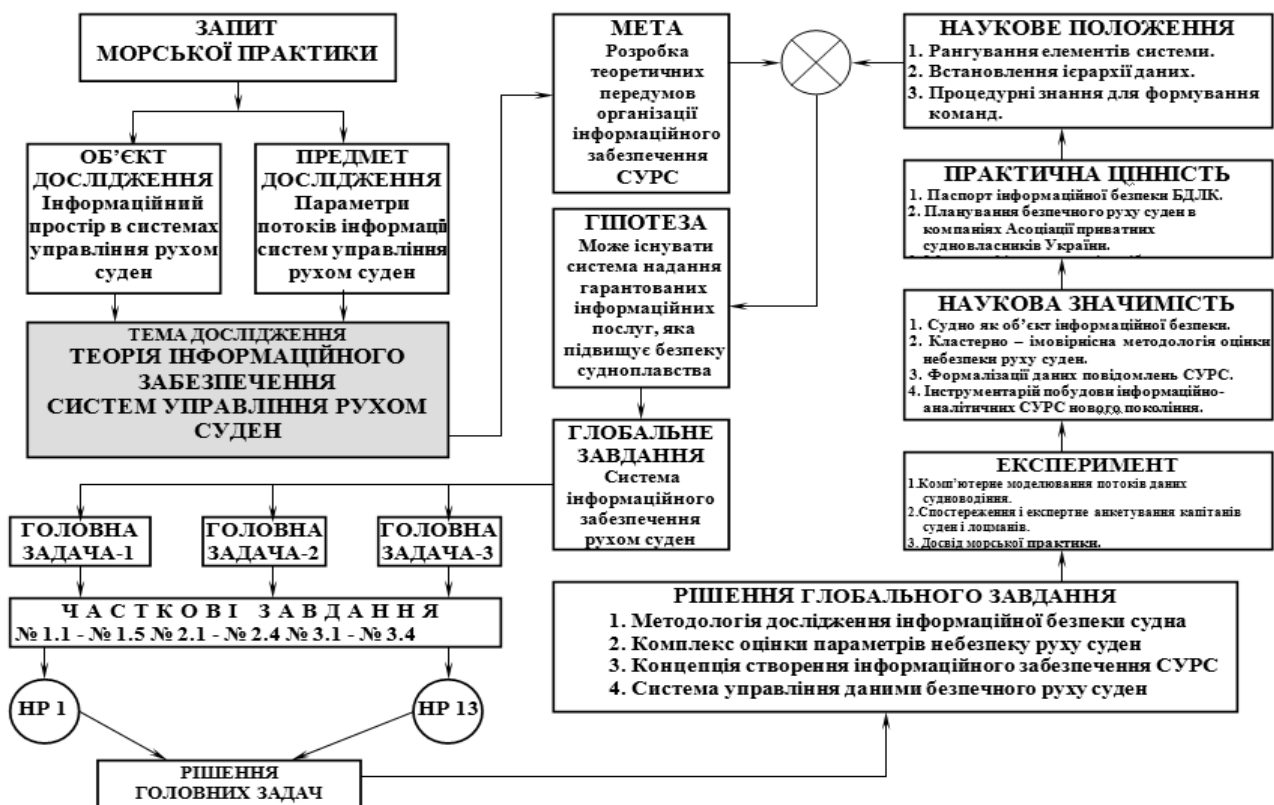 ЗАПИТ
МОРСЬКОЇ ПРАКТИКИ
ОБ’ЄКТ
ДОСЛІДЖЕННЯ
Інформаційний
простір в системах
управління рухом
суден
ПРЕДМЕТ
ДОСЛІДЖЕННЯ
Параметри
потоків інформації
систем управління
рухом суден
ТЕМА ДОСЛІДЖЕННЯ
ТЕОРІЯ ІНФОРМАЦІЙНОГО
ЗАБЕЗПЕЧЕННЯ
СИСТЕМ УПРАВЛІННЯ РУХОМ
СУДЕН
МЕТА
Розробка
теоретичних
передумов
організації
інформаційного
забезпечення
СУРС
ГІПОТЕЗА
Може існувати
система надання
гарантованих
інформаційних
послуг, яка
підвищує безпеку
судноплавства
ГЛОБАЛЬНЕ
ЗАВДАННЯ
Система
інформаційного
забезпечення
рухом суден
ГОЛОВНА
ЗАДАЧА-1
ГОЛОВНА
ЗАДАЧА-2
ГОЛОВНА
ЗАДАЧА-3
ЧАСТКОВІ ЗАВДАННЯ
№ 1.1 - № 1.5 № 2.1 - № 2.4 № 3.1 - № 3.4
НР 1
НР 13
РІШЕННЯ
ГОЛОВНИХ ЗАДАЧ
РІШЕННЯ ГЛОБАЛЬНОГО ЗАВДАННЯ
1. Методологія дослідження інформаційної безпеки судна
2. Комплекс оцінки параметрів небезпеку руху суден
3. Концепція створення інформаційного забезпечення СУРС
4. Система управління даними безпечного руху суден
ЕКСПЕРИМЕНТ
1.Комп’ютерне моделювання потоків даних
судноводіння.
2.Спостереження і експертне анкетування капітанів
суден і лоцманів.
3. Досвід морської практики.
НАУКОВА ЗНАЧИМІСТЬ
1. Судно як об’єкт інформаційної безпеки.
2. Кластерно – імовірнісна методологія оцінки
небезпеки руху суден.
3. Формалізації даних повідомлень СУРС.
4. Інструментарій побудови інформаційно-
аналітичних СУРС нового покоління.
ПРАКТИЧНА ЦІННІСТЬ
1. Паспорт інформаційної безпеки БДЛК.
2. Планування безпечного руху суден в
компаніях Асоціації приватних
судновласників України.
НАУКОВЕ ПОЛОЖЕННЯ
1. Рангування елементів системи.
2. Встановлення ієрархії даних.
3. Процедурні знання для формування
команд.